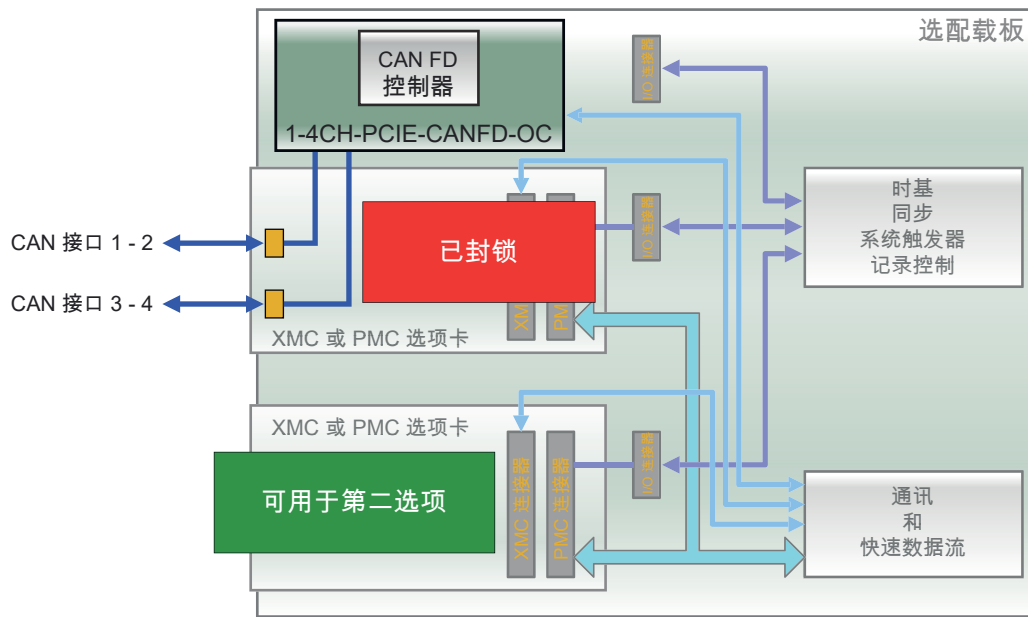 选配载板
CAN FD
控制器
1-4CH-PCIE-CANFD-OC
I/O 连接器
CAN 接口 1 - 2
CAN 接口 3 - 4
已封锁
XM
PM
I/O 连接器
XMC 或 PMC 选项卡
时基
同步
系统触发器
记录控制
XMC 或 PMC 选项卡
可用于第二选项
XMC 连接器
PMC 连接器
I/O 连接器
通讯
和
快速数据流